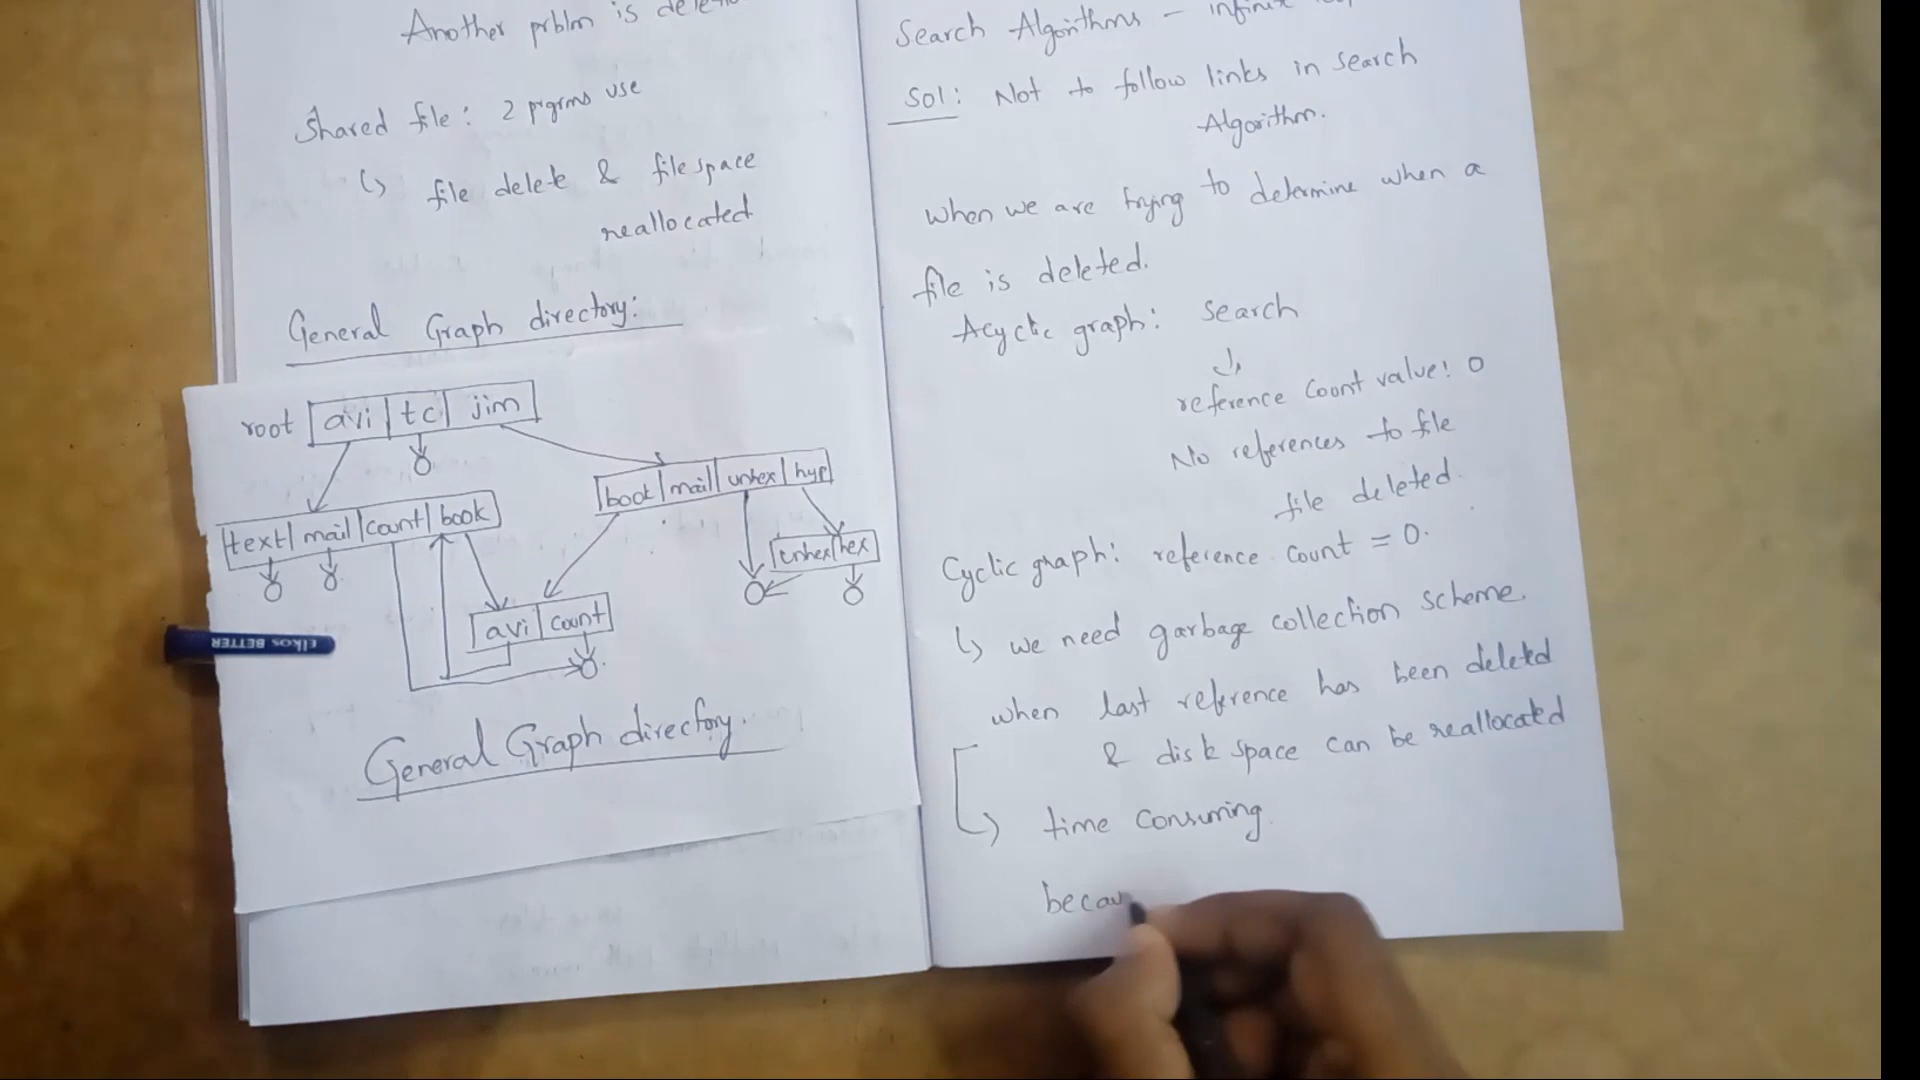 Another prblm is
Shared file: 2 prgrms use
↳ file delete & file space
reallocated
General Graph directory:
root avi tc jim
book mail unhex hyp
text mail count book
unhex hex
avi count
elkos BETTER
General Graph directory.
Search Algorithms -
Sol: Not to follow links in search
Algorithm.
when we are trying to determine when a
file is deleted.
Acyclic graph: search
↓
reference count value: 0
No references to file
file deleted.
Cyclic graph: reference count = 0.
↳ we need garbage collection scheme.
when last reference has been deleted
& disk space can be reallocated
↳ time consuming.
becau